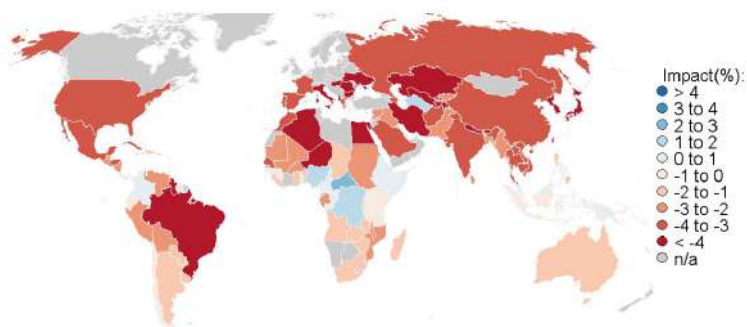 Impact(%):
> 4
3 to 4
2 to 3
1 to 2
0 to 1
-1 to 0
-2 to -1
-3 to -2
-4 to -3
< -4
n/a